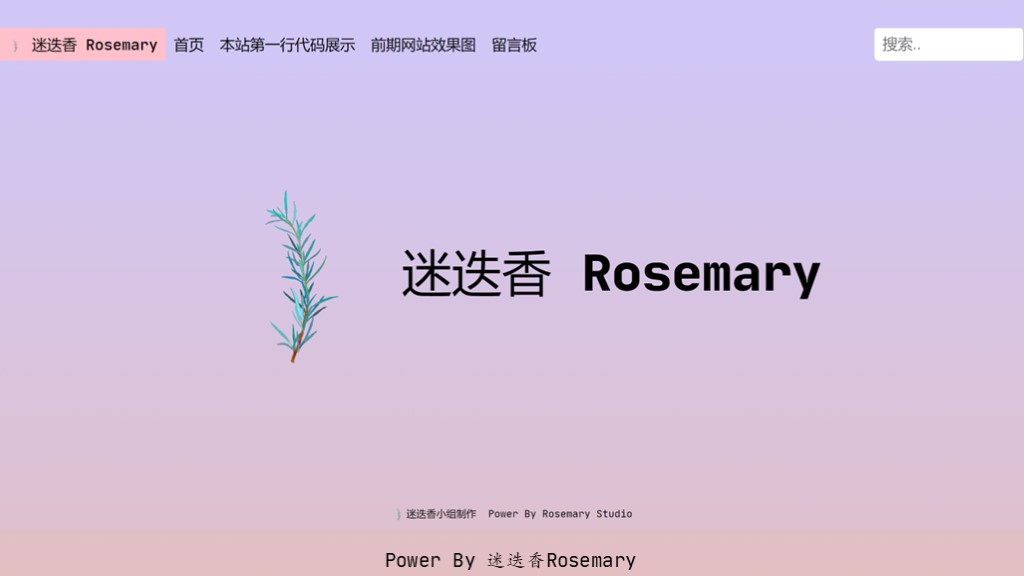 迷迭香 Rosemary 首页 本站第一行代码展示 前期网站效果图 留言板 搜索..
迷迭香 Rosemary
迷迭香小组制作 Power By Rosemary Studio
Power By 迷迭香Rosemary